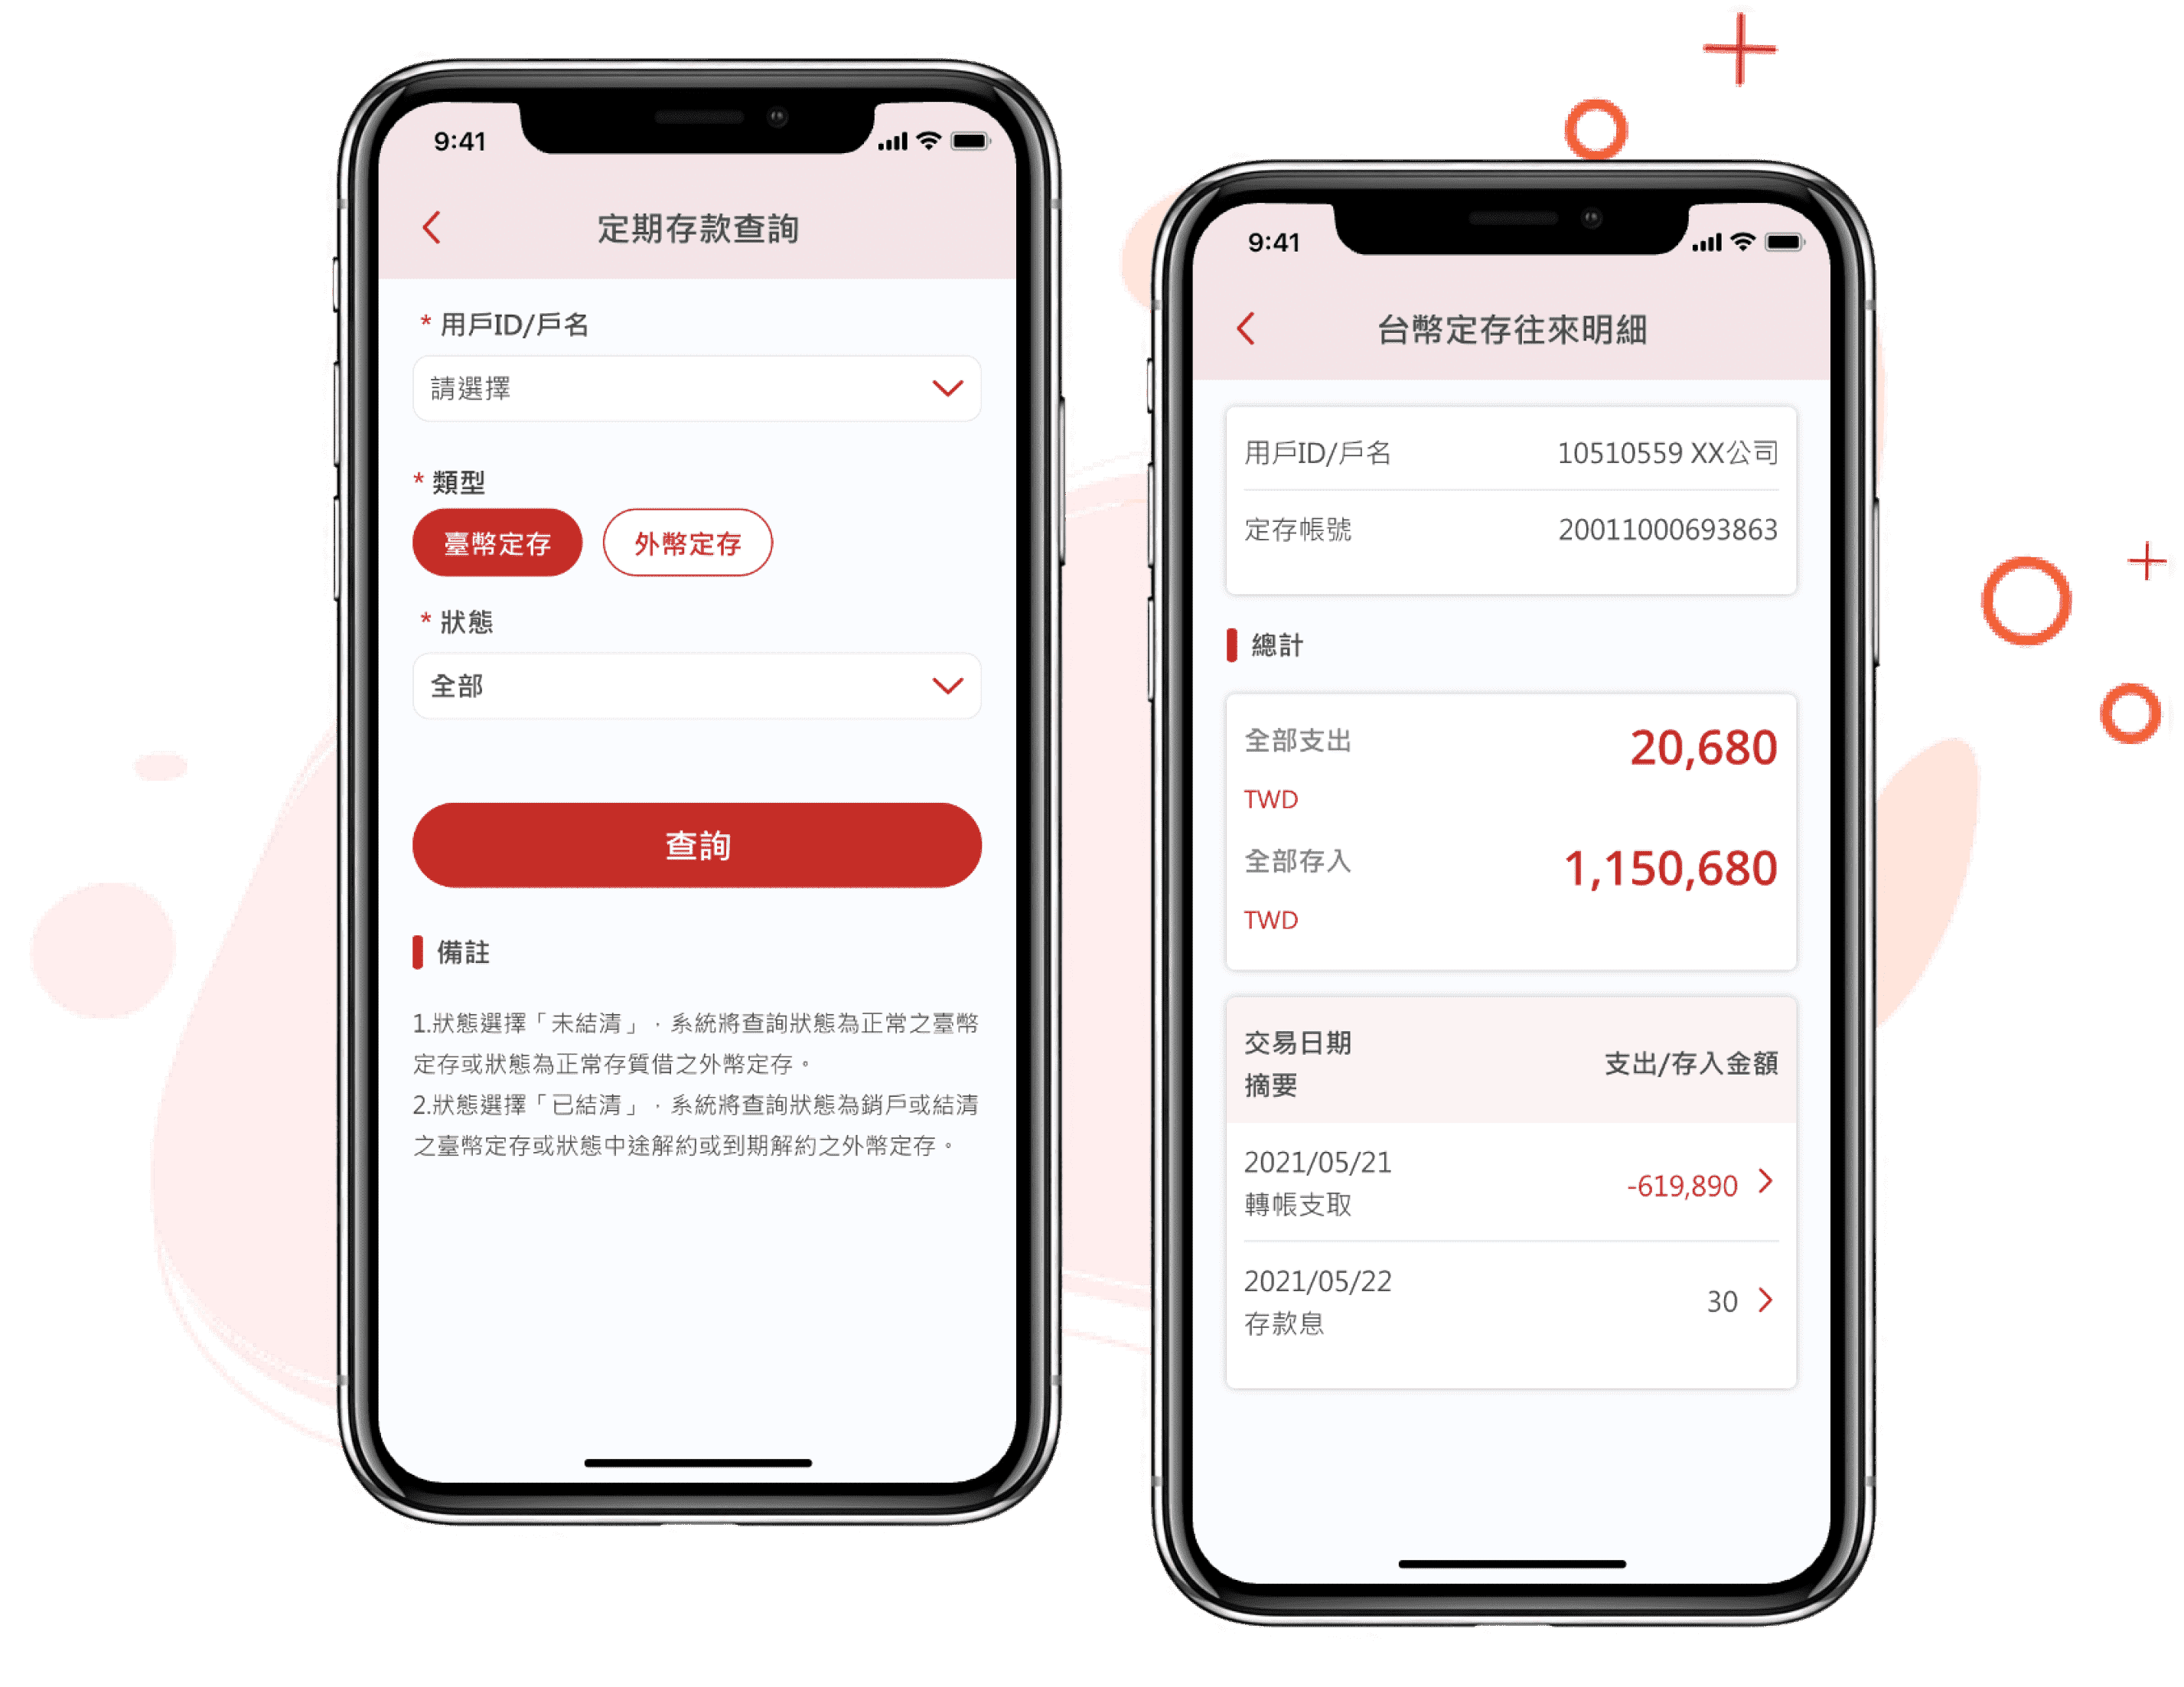 9:41
定期存款查詢
* 用戶ID/戶名
請選擇
* 類型
臺幣定存 外幣定存
* 狀態
全部
查詢
備註
1.狀態選擇「未結清」，系統將查詢狀態為正常之臺幣
定存或狀態為正常存質借之外幣定存。
2.狀態選擇「已結清」，系統將查詢狀態為銷戶或結清
之臺幣定存或狀態中途解約或到期解約之外幣定存。
9:41
台幣定存往來明細
用戶ID/戶名 10510559 XX公司
定存帳號 20011000693863
總計
全部支出 20,680
TWD
全部存入 1,150,680
TWD
交易日期
摘要
支出/存入金額
2021/05/21
轉帳支取
-619,890
2021/05/22
存款息
30